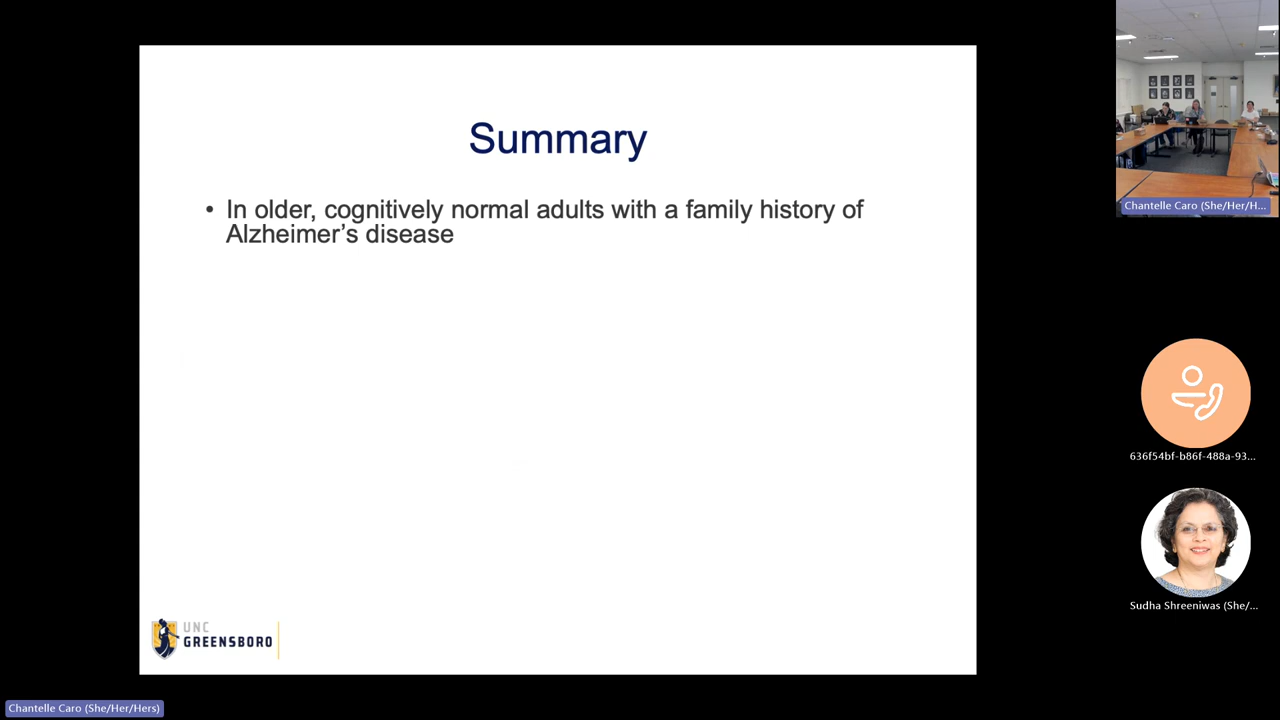 Summary
• In older, cognitively normal adults with a family history of
Alzheimer’s disease
UNC
GREENSBORO
Chantelle Caro (She/Her/H...
636f54bf-b86f-488a-93...
Sudha Shreeniwas (She/...
Chantelle Caro (She/Her/Hers)